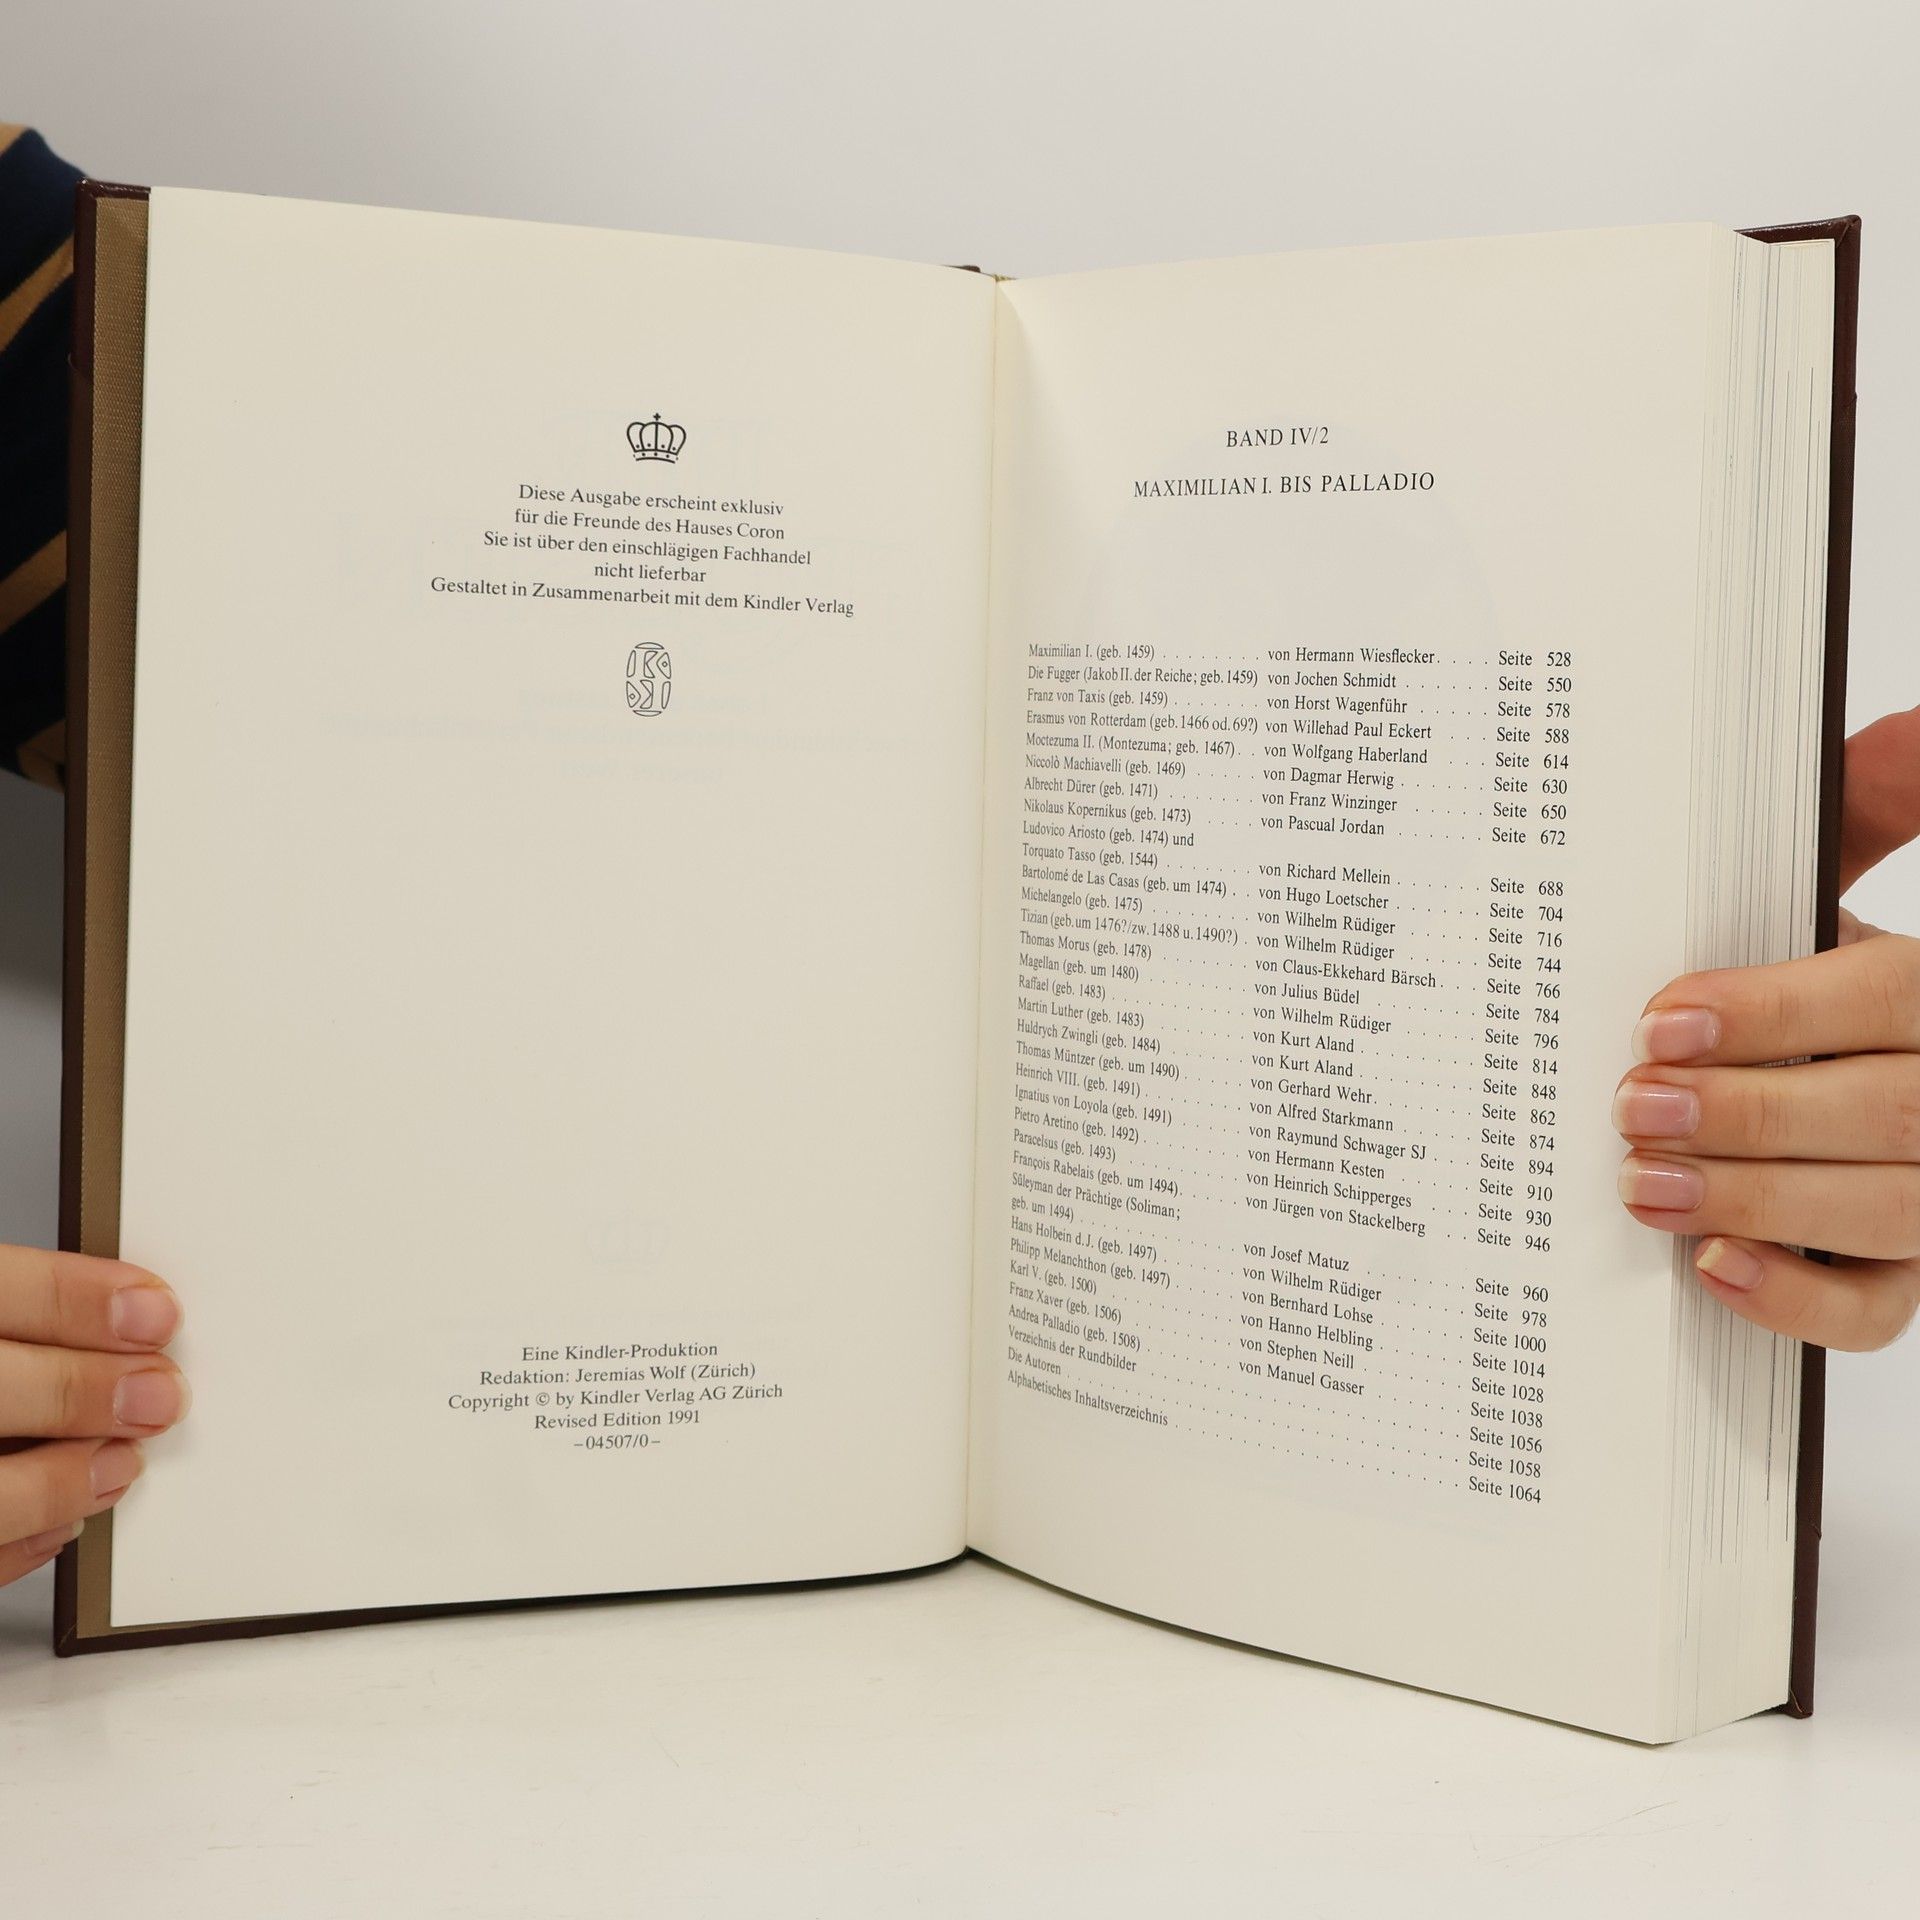 Diese Ausgabe erscheint exklusiv
für die Freunde des Hauses Coron
Sie ist über den einschlägigen Fachhandel
nicht lieferbar
Gestaltet in Zusammenarbeit mit dem Kindler Verlag
Eine Kindler-Produktion
Redaktion: Jeremias Wolf (Zürich)
Copyright © by Kindler Verlag AG Zürich
Revised Edition 1991
–04507/0–
BAND IV/2
MAXIMILIAN I. BIS PALLADIO
Maximilian I. (geb. 1459) . . . . . . . . von Hermann Wiesflecker. . . . Seite 528
Die Fugger (Jakob II. der Reiche; geb. 1459) von Jochen Schmidt . . . . . . Seite 550
Franz von Taxis (geb. 1459) . . . . . . . von Horst Wagenführ . . . . . Seite 578
Erasmus von Rotterdam (geb. 1466 od. 69?) von Willehad Paul Eckert . . . Seite 588
Moctezuma II. (Montezuma; geb. 1467). . von Wolfgang Haberland . . . Seite 614
Niccolò Machiavelli (geb. 1469) . . . . . von Dagmar Herwig . . . . . . Seite 630
Albrecht Dürer (geb. 1471) . . . . . . . von Franz Winzinger . . . . . Seite 650
Nikolaus Kopernikus (geb. 1473) . . . . von Pascual Jordan . . . . . . Seite 672
Ludovico Ariosto (geb. 1474) und
Torquato Tasso (geb. 1544) . . . . . . . von Richard Mellein . . . . . . Seite 688
Bartolomé de Las Casas (geb. um 1474) . . von Hugo Loetscher . . . . . . Seite 704
Michelangelo (geb. 1475) . . . . . . . . von Wilhelm Rüdiger . . . . . Seite 716
Tizian (geb. um 1476?/zw. 1488 u. 1490?) . von Wilhelm Rüdiger . . . . . Seite 744
Thomas Morus (geb. 1478) . . . . . . . von Claus-Ekkehard Bärsch . . . Seite 766
Magellan (geb. um 1480) . . . . . . . . von Julius Büdel . . . . . . . Seite 784
Raffael (geb. 1483) . . . . . . . . . . von Wilhelm Rüdiger . . . . . Seite 796
Martin Luther (geb. 1483) . . . . . . . von Kurt Aland . . . . . . . . Seite 814
Huldrych Zwingli (geb. 1484) . . . . . . von Kurt Aland . . . . . . . . Seite 848
Thomas Müntzer (geb. um 1490) . . . . . von Gerhard Wehr. . . . . . . Seite 862
Heinrich VIII. (geb. 1491) . . . . . . . . von Alfred Starkmann . . . . . Seite 874
Ignatius von Loyola (geb. 1491) . . . . . von Raymund Schwager SJ . . . Seite 894
Pietro Aretino (geb. 1492) . . . . . . . . von Hermann Kesten . . . . . Seite 910
Paracelsus (geb. 1493) . . . . . . . . . von Heinrich Schipperges . . . Seite 930
François Rabelais (geb. um 1494). . . . . von Jürgen von Stackelberg . . Seite 946
Süleyman der Prächtige (Soliman;
geb. um 1494) . . . . . . . . . . . . von Josef Matuz . . . . . . . Seite 960
Hans Holbein d. J. (geb. 1497) . . . . . . von Wilhelm Rüdiger . . . . . Seite 978
Philipp Melanchthon (geb. 1497) . . . . . von Bernhard Lohse . . . . . . Seite 1000
Karl V. (geb. 1500) . . . . . . . . . . von Hanno Helbling . . . . . . Seite 1014
Franz Xaver (geb. 1506) . . . . . . . . von Stephen Neill . . . . . . . Seite 1028
Andrea Palladio (geb. 1508) . . . . . . . von Manuel Gasser . . . . . . Seite 1038
Verzeichnis der Rundbilder . . . . . . . . . . . . . . . . . . . . Seite 1056
Die Autoren . . . . . . . . . . . . . . . . . . . . . . . . . Seite 1058
Alphabetisches Inhaltsverzeichnis . . . . . . . . . . . . . . . . . Seite 1064